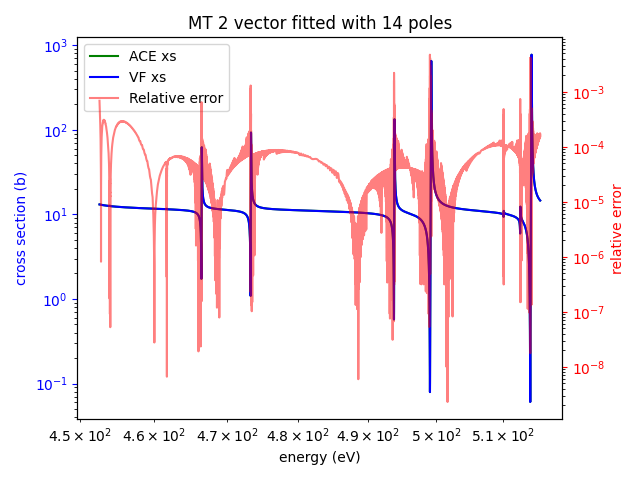 MT 2 vector fitted with 14 poles
ACE xs
VF xs
Relative error
cross section (b)
10³
10²
10¹
10⁰
10⁻¹
relative error
10⁻³
10⁻⁴
10⁻⁵
10⁻⁶
10⁻⁷
10⁻⁸
4.5 × 10² 4.6 × 10² 4.7 × 10² 4.8 × 10² 4.9 × 10² 5 × 10² 5.1 × 10²
energy (eV)